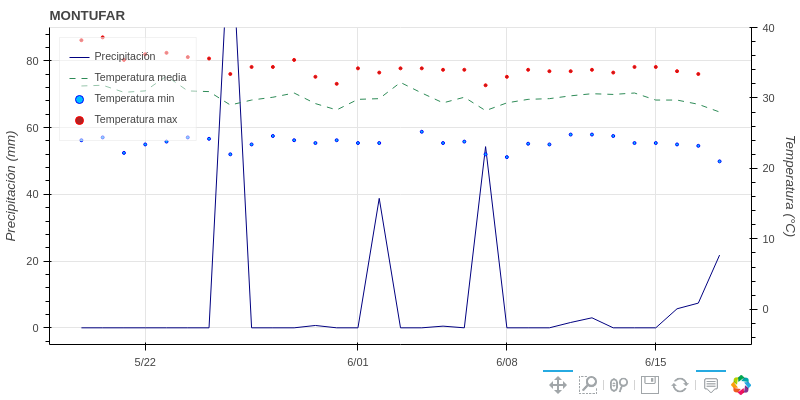 MONTUFAR
Precipitación
Temperatura media
Temperatura min
Temperatura max
Precipitación (mm)
80
60
40
20
0
Temperatura (°C)
40
30
20
10
0
5/22
6/01
6/08
6/15